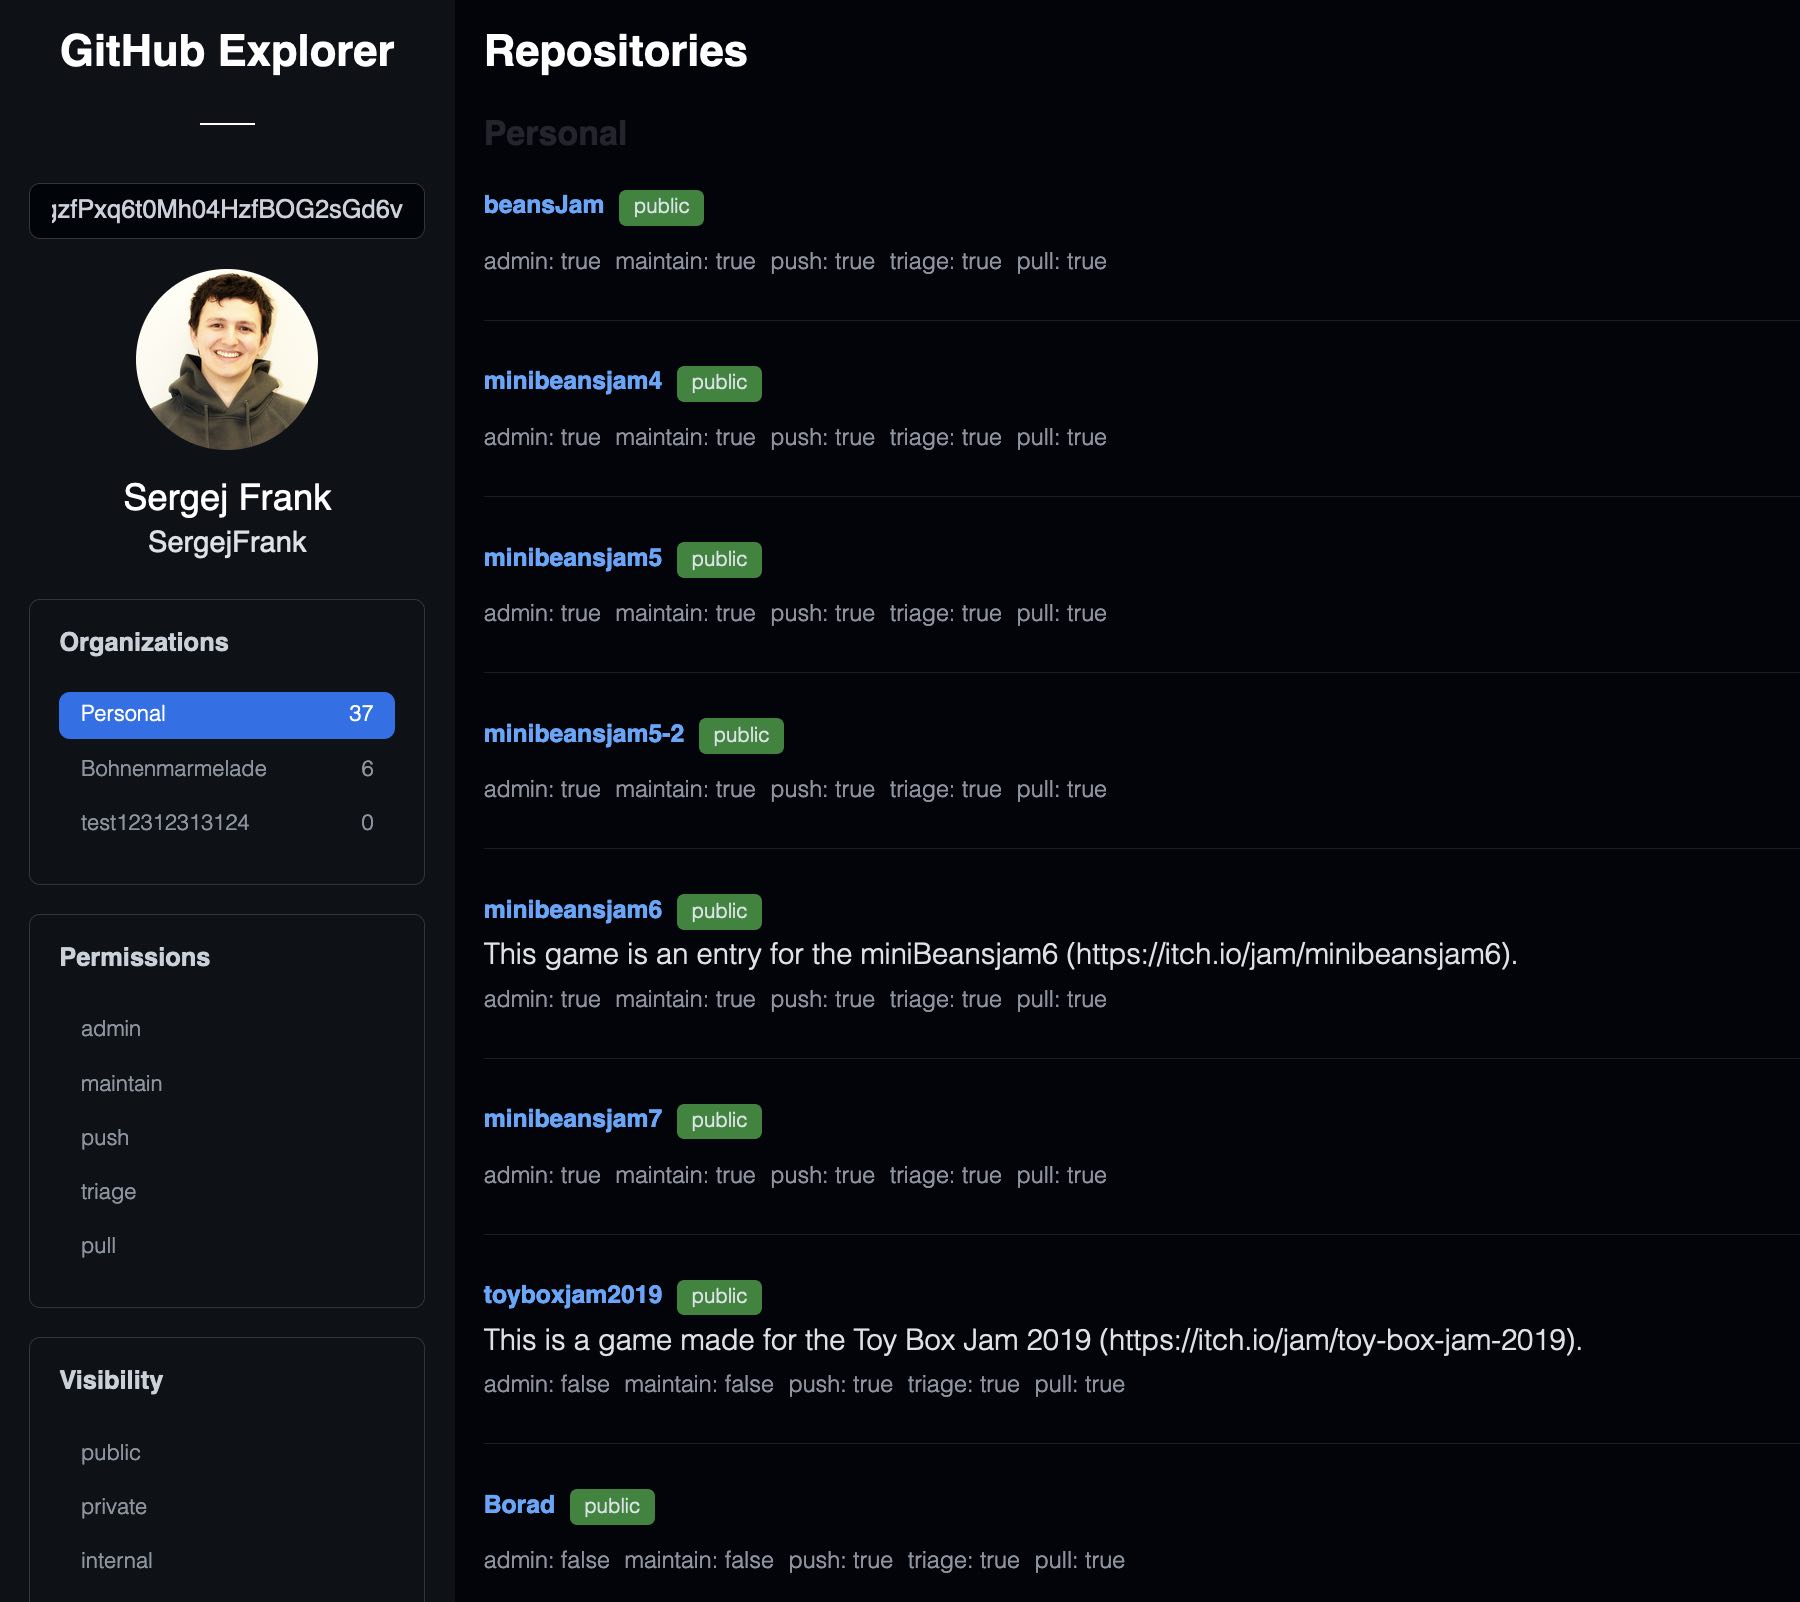 GitHub Explorer
gzfPxq6t0Mh04HzfBOG2sGd6v
Sergej Frank
SergejFrank
Organizations
Personal 37
Bohnenmarmelade 6
test12312313124 0
Permissions
admin
maintain
push
triage
pull
Visibility
public
private
internal
Repositories
Personal
beansJam public
admin: true maintain: true push: true triage: true pull: true
minibeansjam4 public
admin: true maintain: true push: true triage: true pull: true
minibeansjam5 public
admin: true maintain: true push: true triage: true pull: true
minibeansjam5-2 public
admin: true maintain: true push: true triage: true pull: true
minibeansjam6 public
This game is an entry for the miniBeansjam6 (https://itch.io/jam/minibeansjam6).
admin: true maintain: true push: true triage: true pull: true
minibeansjam7 public
admin: true maintain: true push: true triage: true pull: true
toyboxjam2019 public
This is a game made for the Toy Box Jam 2019 (https://itch.io/jam/toy-box-jam-2019).
admin: false maintain: false push: true triage: true pull: true
Borad public
admin: false maintain: false push: true triage: true pull: true